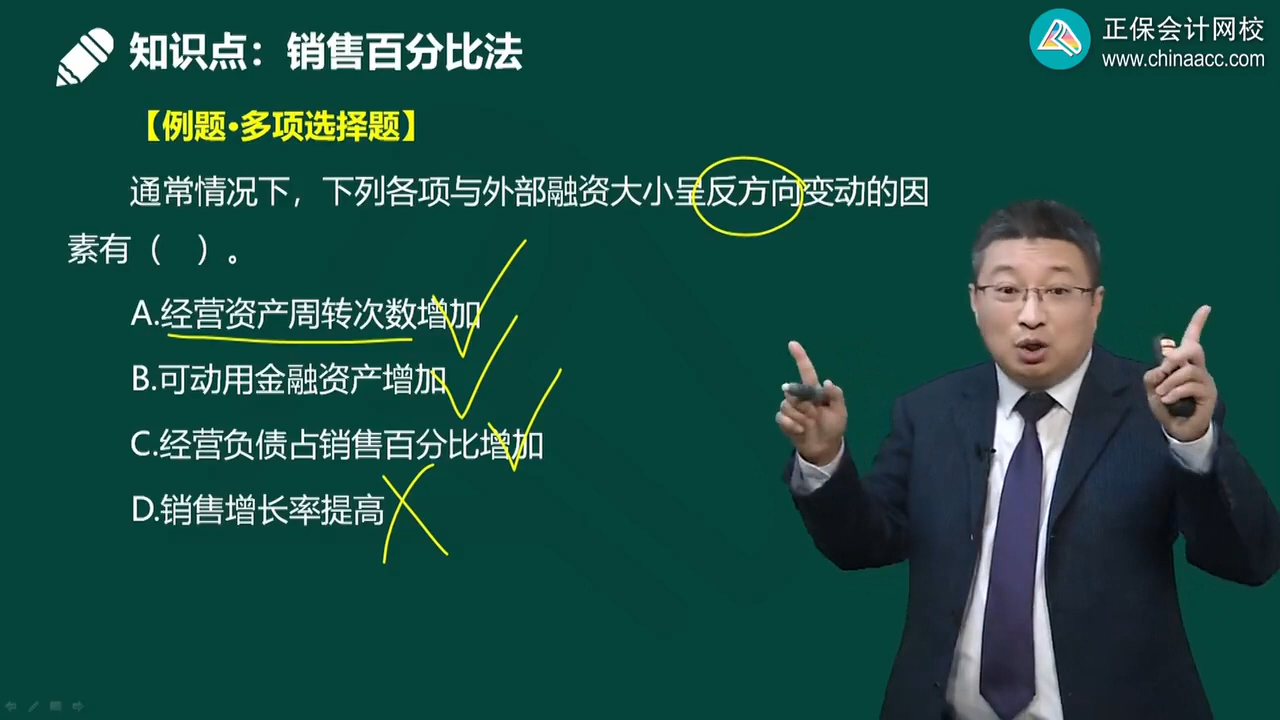 知识点：销售百分比法
正保会计网校
www.chinaacc.com
【例题·多项选择题】
通常情况下，下列各项与外部融资大小呈反方向变动的因
素有（ ）。
A.经营资产周转次数增加
B.可动用金融资产增加
C.经营负债占销售百分比增加
D.销售增长率提高